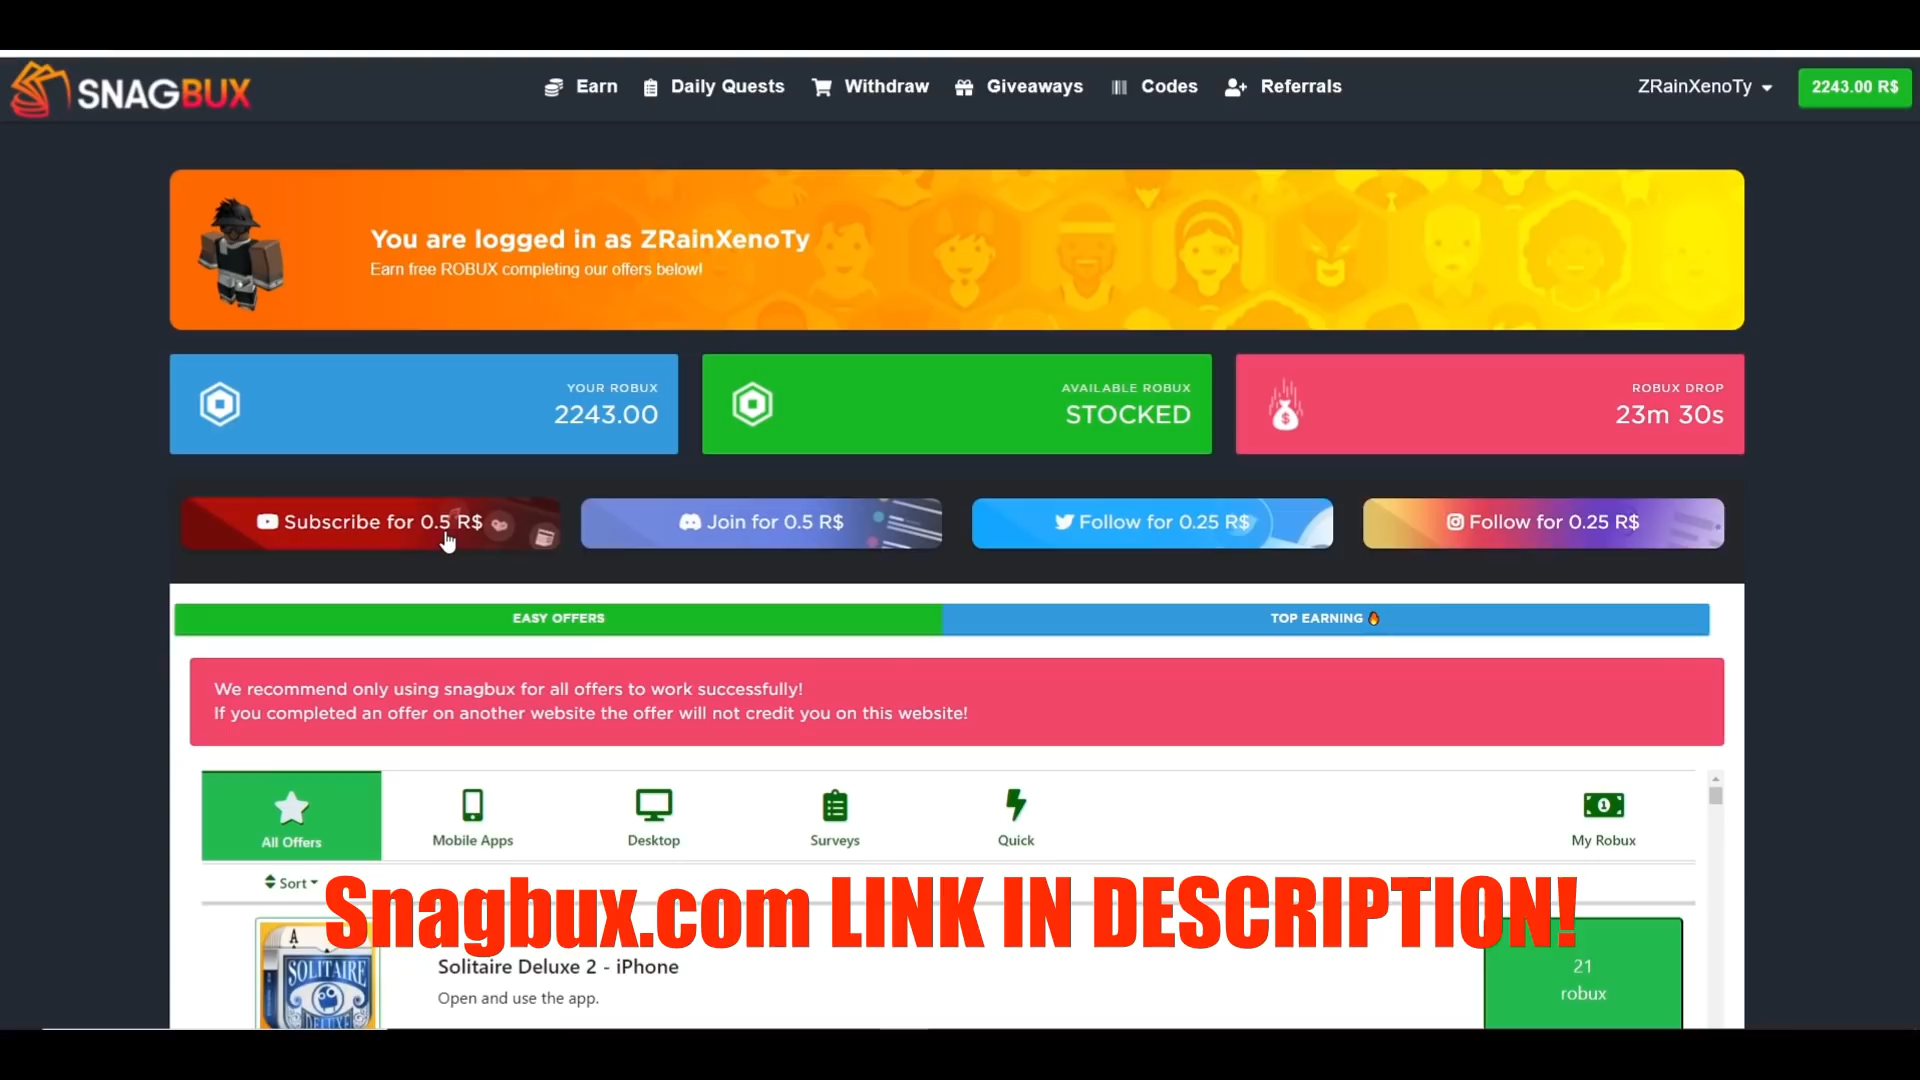 SNAGBUX
Earn
Daily Quests
Withdraw
Giveaways
Codes
Referrals
ZRainXenoTy
2243.00 R$
You are logged in as ZRainXenoTy
Earn free ROBUX completing our offers below!
YOUR ROBUX
2243.00
AVAILABLE ROBUX
STOCKED
ROBUX DROP
23m 30s
Subscribe for 0.5 R$
Join for 0.5 R$
Follow for 0.25 R$
Follow for 0.25 R$
EASY OFFERS
TOP EARNING 🔥
We recommend only using snagbux for all offers to work successfully!
If you completed an offer on another website the offer will not credit you on this website!
All Offers
Mobile Apps
Desktop
Surveys
Quick
My Robux
Sort
Snagbux.com LINK IN DESCRIPTION!
A
SOLITAIRE
DELUXE
Solitaire Deluxe 2 - iPhone
Open and use the app.
21
robux